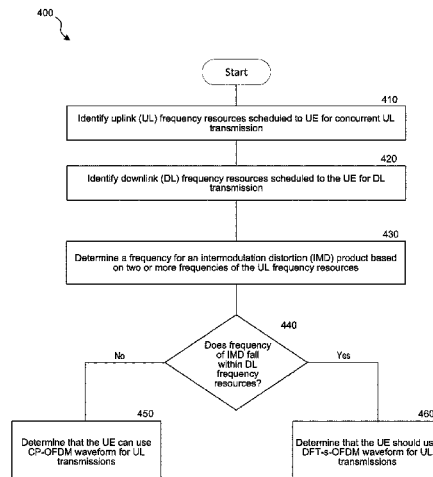 400
Start
410
Identify uplink (UL) frequency resources scheduled to UE for concurrent UL
transmission
420
Identify downlink (DL) frequency resources scheduled to the UE for DL
transmission
430
Determine a frequency for an intermodulation distortion (IMD) product based
on two or more frequencies of the UL frequency resources
440
Does frequency
of IMD fall
within DL
frequency
resources?
No
Yes
450
Determine that the UE can use
CP-OFDM waveform for UL
transmissions
460
Determine that the UE should us
DFT-s-OFDM waveform for UL
transmissions